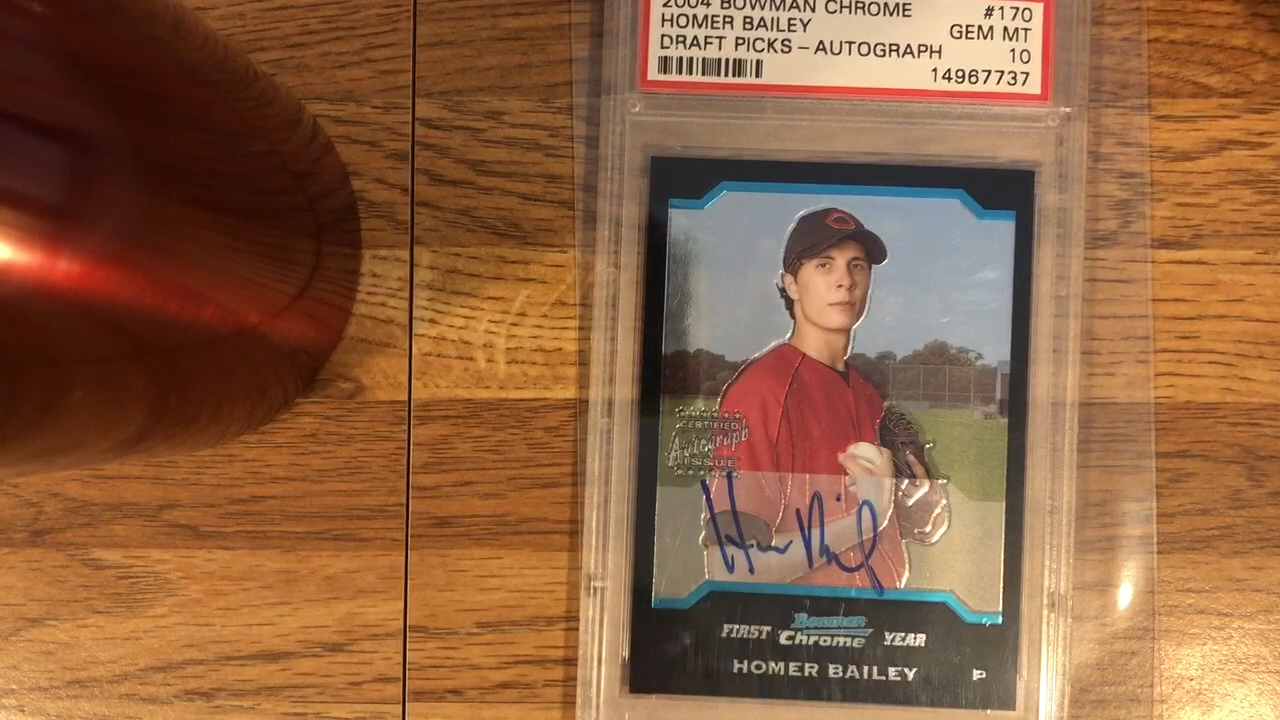 2004 BOWMAN CHROME #170
HOMER BAILEY GEM MT
DRAFT PICKS – AUTOGRAPH 10
14967737
CERTIFIED
Autograph
ISSUE
Bowman
FIRST Chrome YEAR
HOMER BAILEY P